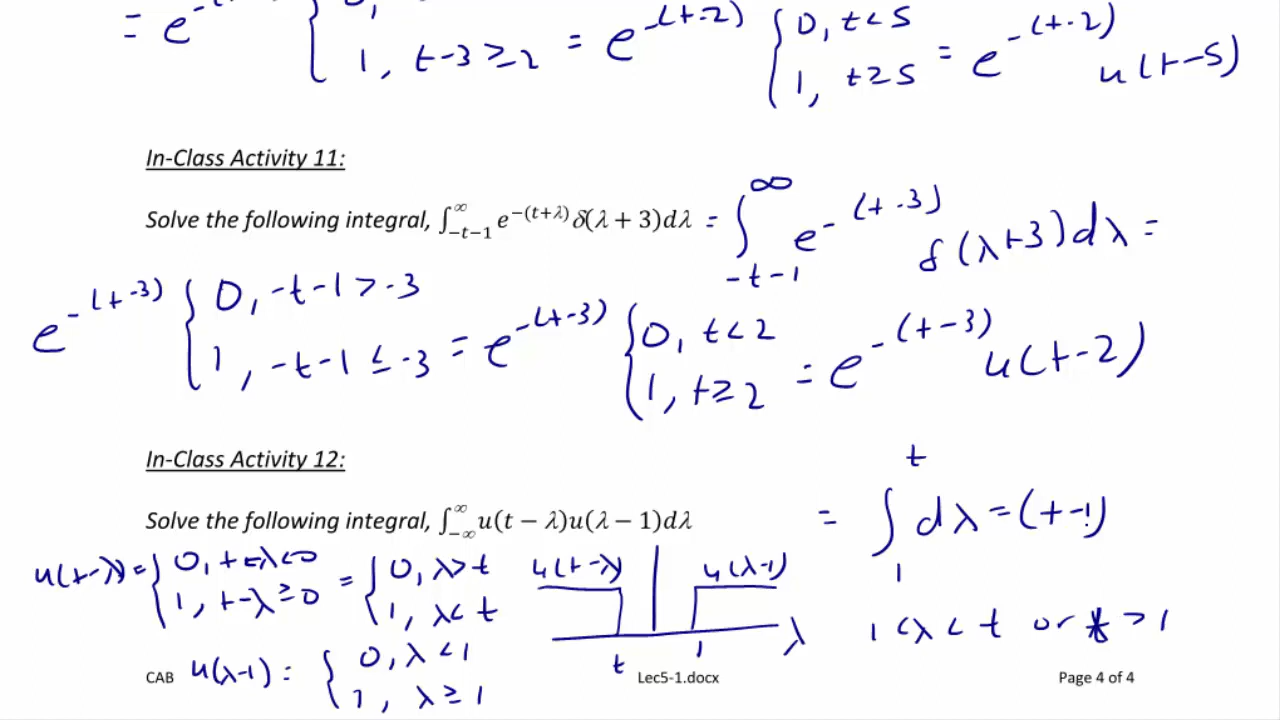 = e^-( { 0, 1, t-3 ≥ 2 = e^-(t-2) { 0, t < 5 1, t ≥ 5 = e^-(t-2) u(t-5)
In-Class Activity 11:
Solve the following integral, ∫_{-t-1}^{∞} e^{-(t+λ)} δ(λ + 3)dλ = ∫_{-t-1}^{∞} e^-(t-3) δ(λ+3)dλ =
e^-(t-3) { 0, -t-1 > -3 1, -t-1 ≤ -3 = e^-(t-3) { 0, t < 2 1, t ≥ 2 = e^-(t-3) u(t-2)
In-Class Activity 12:
Solve the following integral, ∫_{-∞}^{∞} u(t − λ)u(λ − 1)dλ = ∫_{1}^{t} dλ = (t-1)
u(t-λ) = { 0, t-λ<0 1, t-λ ≥ 0 = { 0, λ > t 1, λ < t
u(t-λ) u(λ-1)
t 1 λ
1 < λ < t or t > 1
u(λ-1) = { 0, λ < 1 1, λ ≥ 1
CAB Lec5-1.docx Page 4 of 4